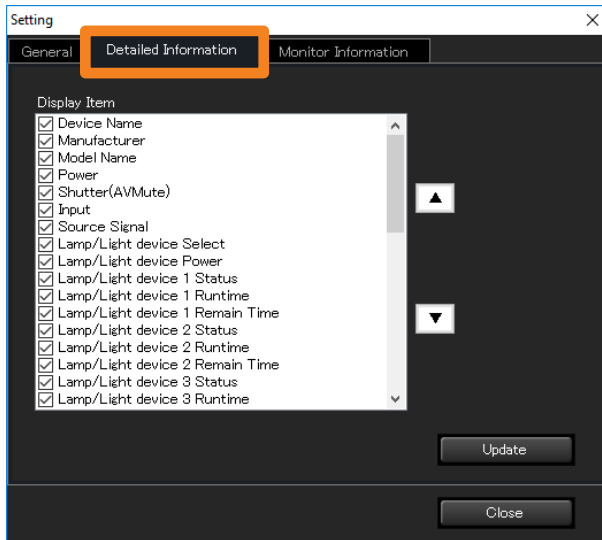 Setting
General Detailed Information Monitor Information
Display Item
Device Name
Manufacturer
Model Name
Power
Shutter(AVMute)
Input
Source Signal
Lamp/Light device Select
Lamp/Light device Power
Lamp/Light device 1 Status
Lamp/Light device 1 Runtime
Lamp/Light device 1 Remain Time
Lamp/Light device 2 Status
Lamp/Light device 2 Runtime
Lamp/Light device 2 Remain Time
Lamp/Light device 3 Status
Lamp/Light device 3 Runtime
Update
Close